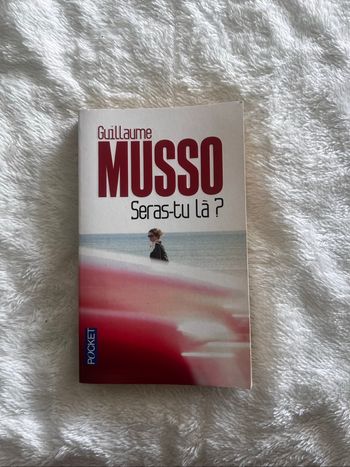 Guillaume
MUSSO
Seras-tu là ?
POCKET